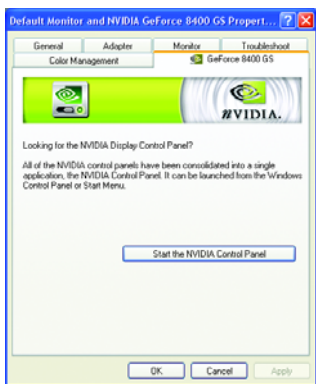 Default Monitor and NVIDIA GeForce 8400 GS Propert...
General Adapter Monitor Troubleshoot
Color Management GeForce 8400 GS
NVIDIA.
Looking for the NVIDIA Display Control Panel?
All of the NVIDIA control panels have been consolidated into a single
application, the NVIDIA Control Panel. It can be launched from the Windows
Control Panel or Start Menu.
Start the NVIDIA Control Panel
OK Cancel Apply